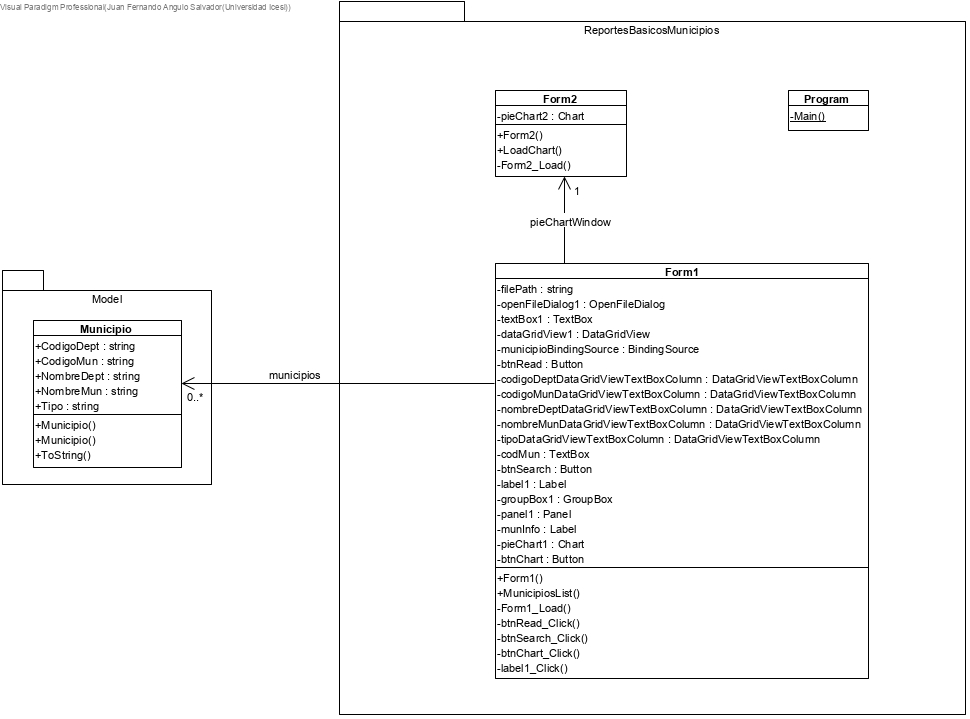 Visual Paradigm Professional(Juan Fernando Angulo Salvador(Universidad Icesi))
ReportesBasicosMunicipios
Form2
-pieChart2 : Chart
+Form2()
+LoadChart()
-Form2_Load()
Program
-Main()
1
pieChartWindow
Form1
-filePath : string
-openFileDialog1 : OpenFileDialog
-textBox1 : TextBox
-dataGridView1 : DataGridView
-municipioBindingSource : BindingSource
-btnRead : Button
-codigoDeptDataGridViewTextBoxColumn : DataGridViewTextBoxColumn
-codigoMunDataGridViewTextBoxColumn : DataGridViewTextBoxColumn
-nombreDeptDataGridViewTextBoxColumn : DataGridViewTextBoxColumn
-nombreMunDataGridViewTextBoxColumn : DataGridViewTextBoxColumn
-tipoDataGridViewTextBoxColumn : DataGridViewTextBoxColumn
-codMun : TextBox
-btnSearch : Button
-label1 : Label
-groupBox1 : GroupBox
-panel1 : Panel
-munInfo : Label
-pieChart1 : Chart
-btnChart : Button
+Form1()
+MunicipiosList()
-Form1_Load()
-btnRead_Click()
-btnSearch_Click()
-btnChart_Click()
-label1_Click()
municipios
0..*
Model
Municipio
+CodigoDept : string
+CodigoMun : string
+NombreDept : string
+NombreMun : string
+Tipo : string
+Municipio()
+Municipio()
+ToString()